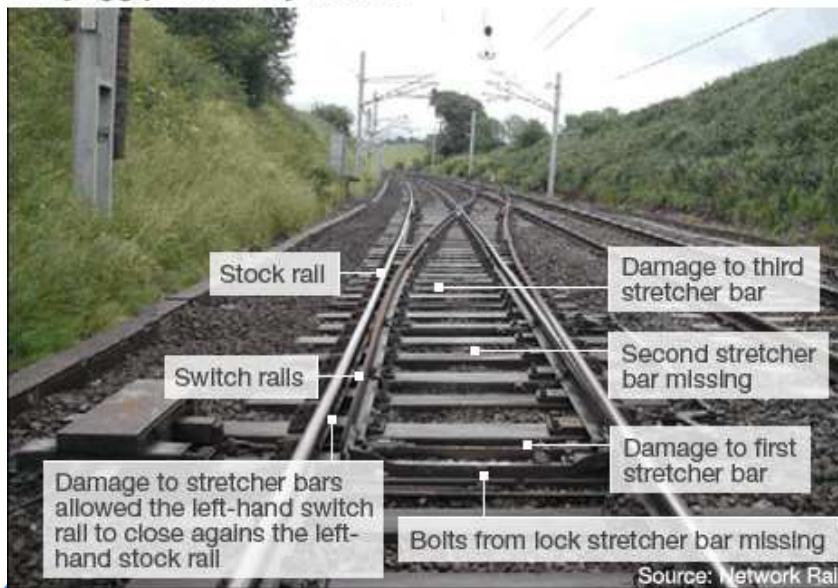 Stock rail
Damage to third
stretcher bar
Switch rails
Second stretcher
bar missing
Damage to first
stretcher bar
Damage to stretcher bars
allowed the left-hand switch
rail to close agains the left-
hand stock rail
Bolts from lock stretcher bar missing
Source: Network Rai